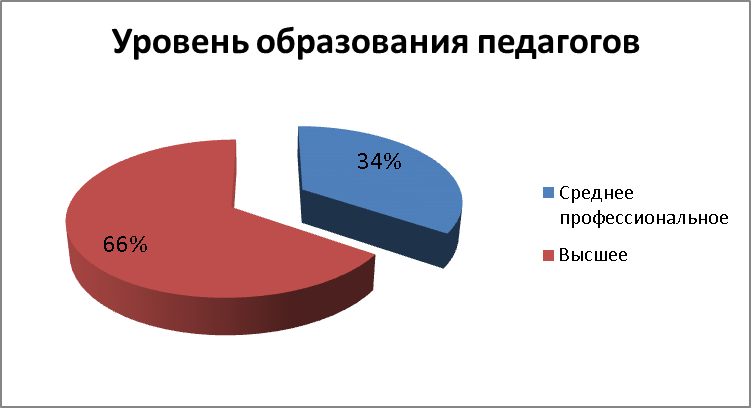 Уровень образования педагогов
34%
66%
Среднее
профессиональное
Высшее